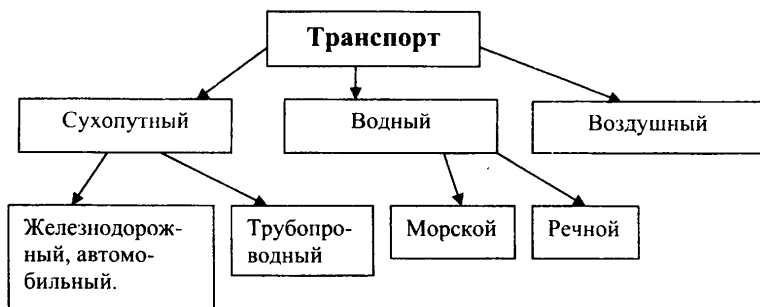 Транспорт
Сухопутный
Водный
Воздушный
Железнодорож-
ный, автомо-
бильный.
Трубопро-
водный
Морской
Речной